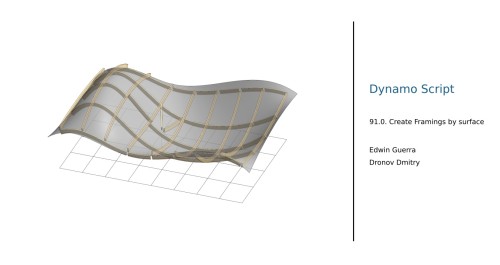 Dynamo Script
91.0. Create Framings by surface
Edwin Guerra
Dronov Dmitry